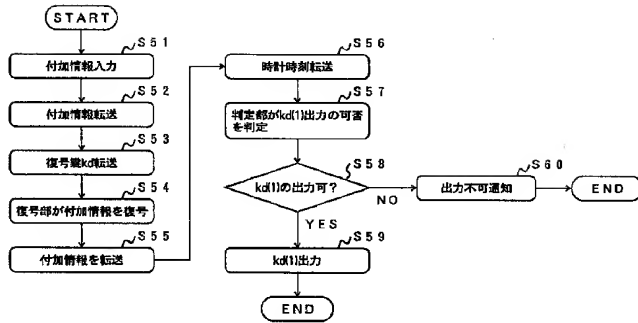 START
S51
付加情報入力
S52
付加情報転送
S53
復号鍵kd転送
S54
復号部が付加情報を復号
S55
付加情報を転送
S56
時計時刻転送
S57
判定部がkd(1)出力の可否
を判定
S58
kd(1)の出力可?
NO
S60
出力不可通知
END
YES
S59
kd(1)出力
END